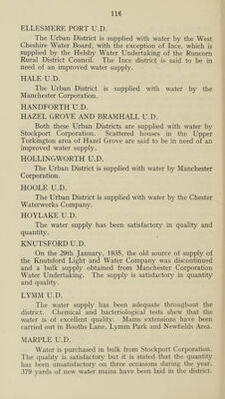 116
ELLESMERE PORT U.D.
The Urban District is supplied with water by the West
Cheshire Water Board, with the exception of Ince, which is
supplied by the Helsby Water Undertaking of the Runcorn
Rural District Council. The Ince district is said to be in
need of an improved water supply.
HALE U.D.
The Urban District is supplied with water by the
Manchester Corporation.
HANDFORTH U.D.
HAZEL GROVE AND BRAMHALL U.D.
Both these Urban Districts are supplied with water by
Stockport Corporation. Scattered houses in the Upper
Torkington area of Hazel Grove are said to be in need of an
improved water supply.
HOLLINGWORTH U.D.
The Urban District is supplied with water by Manchester
Corporation.
HOOLE U.D.
The Urban District is supplied with water by the Chester
Waterworks Company.
HOYLAKE U.D.
The water supply has been satisfactory in quality and
quantity.
KNUTSFORD U.D.
On the 29th January, 1935, the old source of supply of
the Knutsford Light and Water Company was discontinued
and a bulk supply obtained from Manchester Corporation
Water Undertaking. The supply is satisfactory in quantity
and quality.
LYMM U.D.
The water supply has been adequate throughout the
district. Chemical and bacteriological tests shew that the
water is of excellent quality. Mains extensions have been
carried out in Booths Lane, Lymm Park and Newfields Area.
MARPLE U.D.
Water is purchased in bulk from Stockport Corporation.
The quality is satisfactory but it is stated that the quantity
has been unsatisfactory on three occasions during the year.
379 yards of new water mains have been laid in the district.